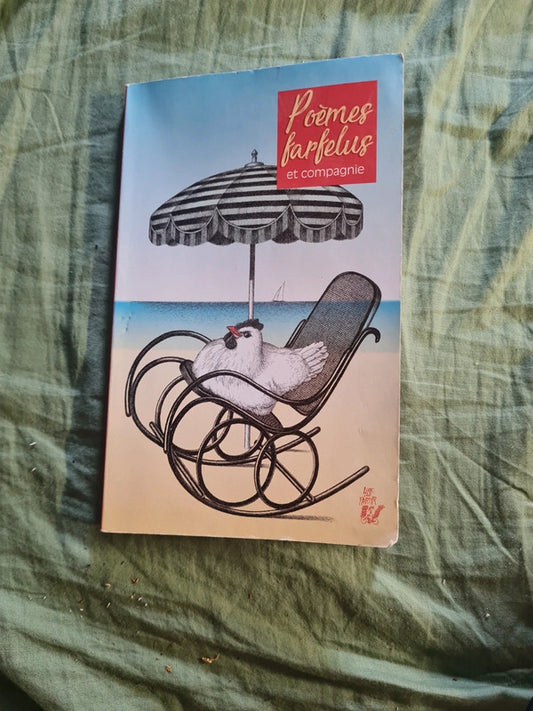 Poèmes
farfelus
et compagnie